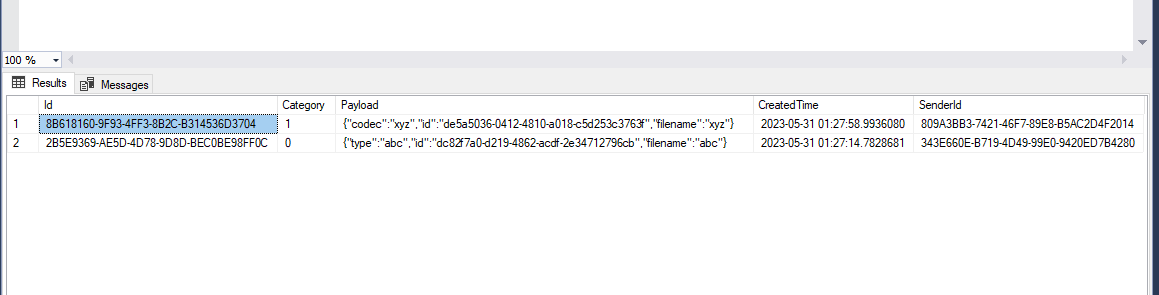 100 %
Results Messages
Id Category Payload CreatedTime SenderId
1 8B618160-9F93-4FF3-8B2C-B314536D3704 1 {"codec":"xyz","id":"de5a5036-0412-4810-a018-c5d253c3763f","filename":"xyz"} 2023-05-31 01:27:58.9936080 809A3BB3-7421-46F7-89E8-B5AC2D4F2014
2 2B5E9369-AE5D-4D78-9D8D-BEC0BE98FF0C 0 {"type":"abc","id":"dc82f7a0-d219-4862-acdf-2e34712796cb","filename":"abc"} 2023-05-31 01:27:14.7828681 343E660E-B719-4D49-99E0-9420ED7B4280